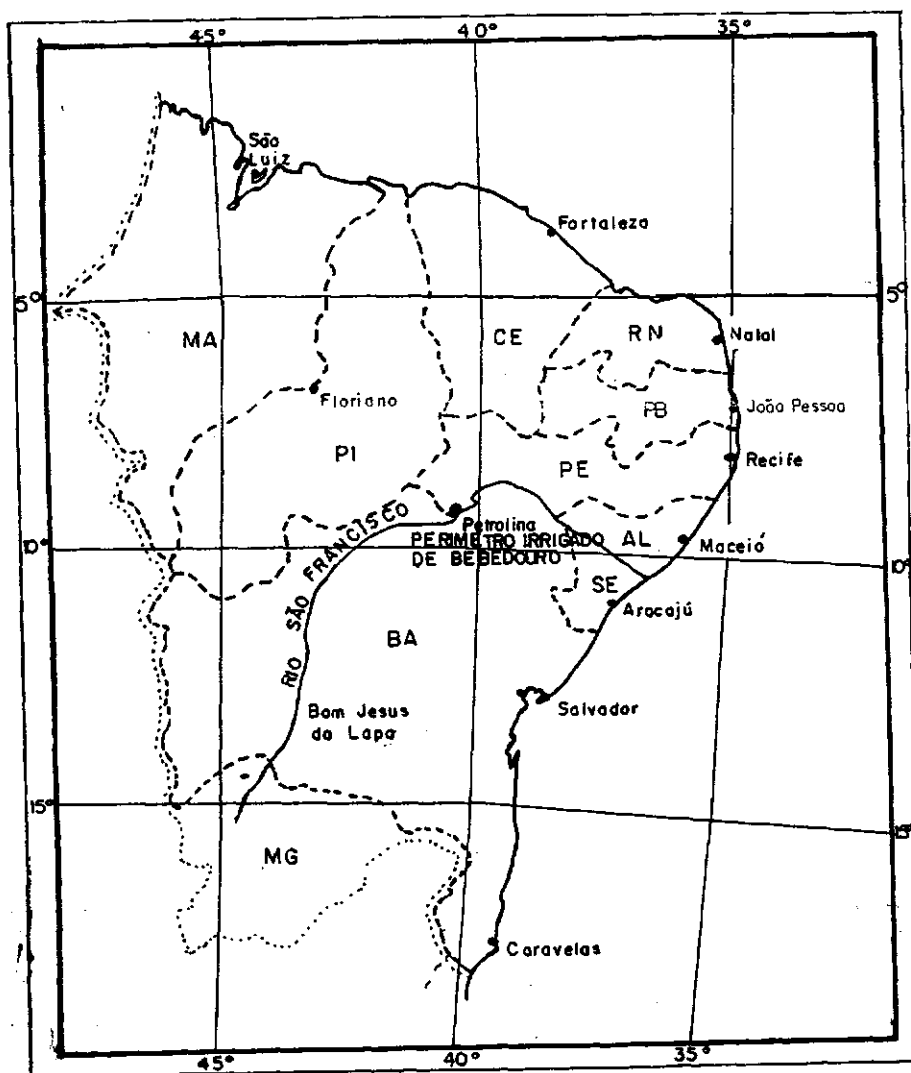 45°
40°
35°
São
Luiz
Fortaleza
5°
5°
MA
CE
RN
Natal
Floriano
PB
João Pessoa
PI
PE
Recife
Petrolina
PERIMETRO IRRIGADO
DE BEBEDOURO
AL
Maceió
10°
10°
RIO SÃO FRANCISCO
SE
Aracajú
BA
Bom Jesus
da Lapa
Salvador
15°
15°
MG
Caravelas
45°
40°
35°